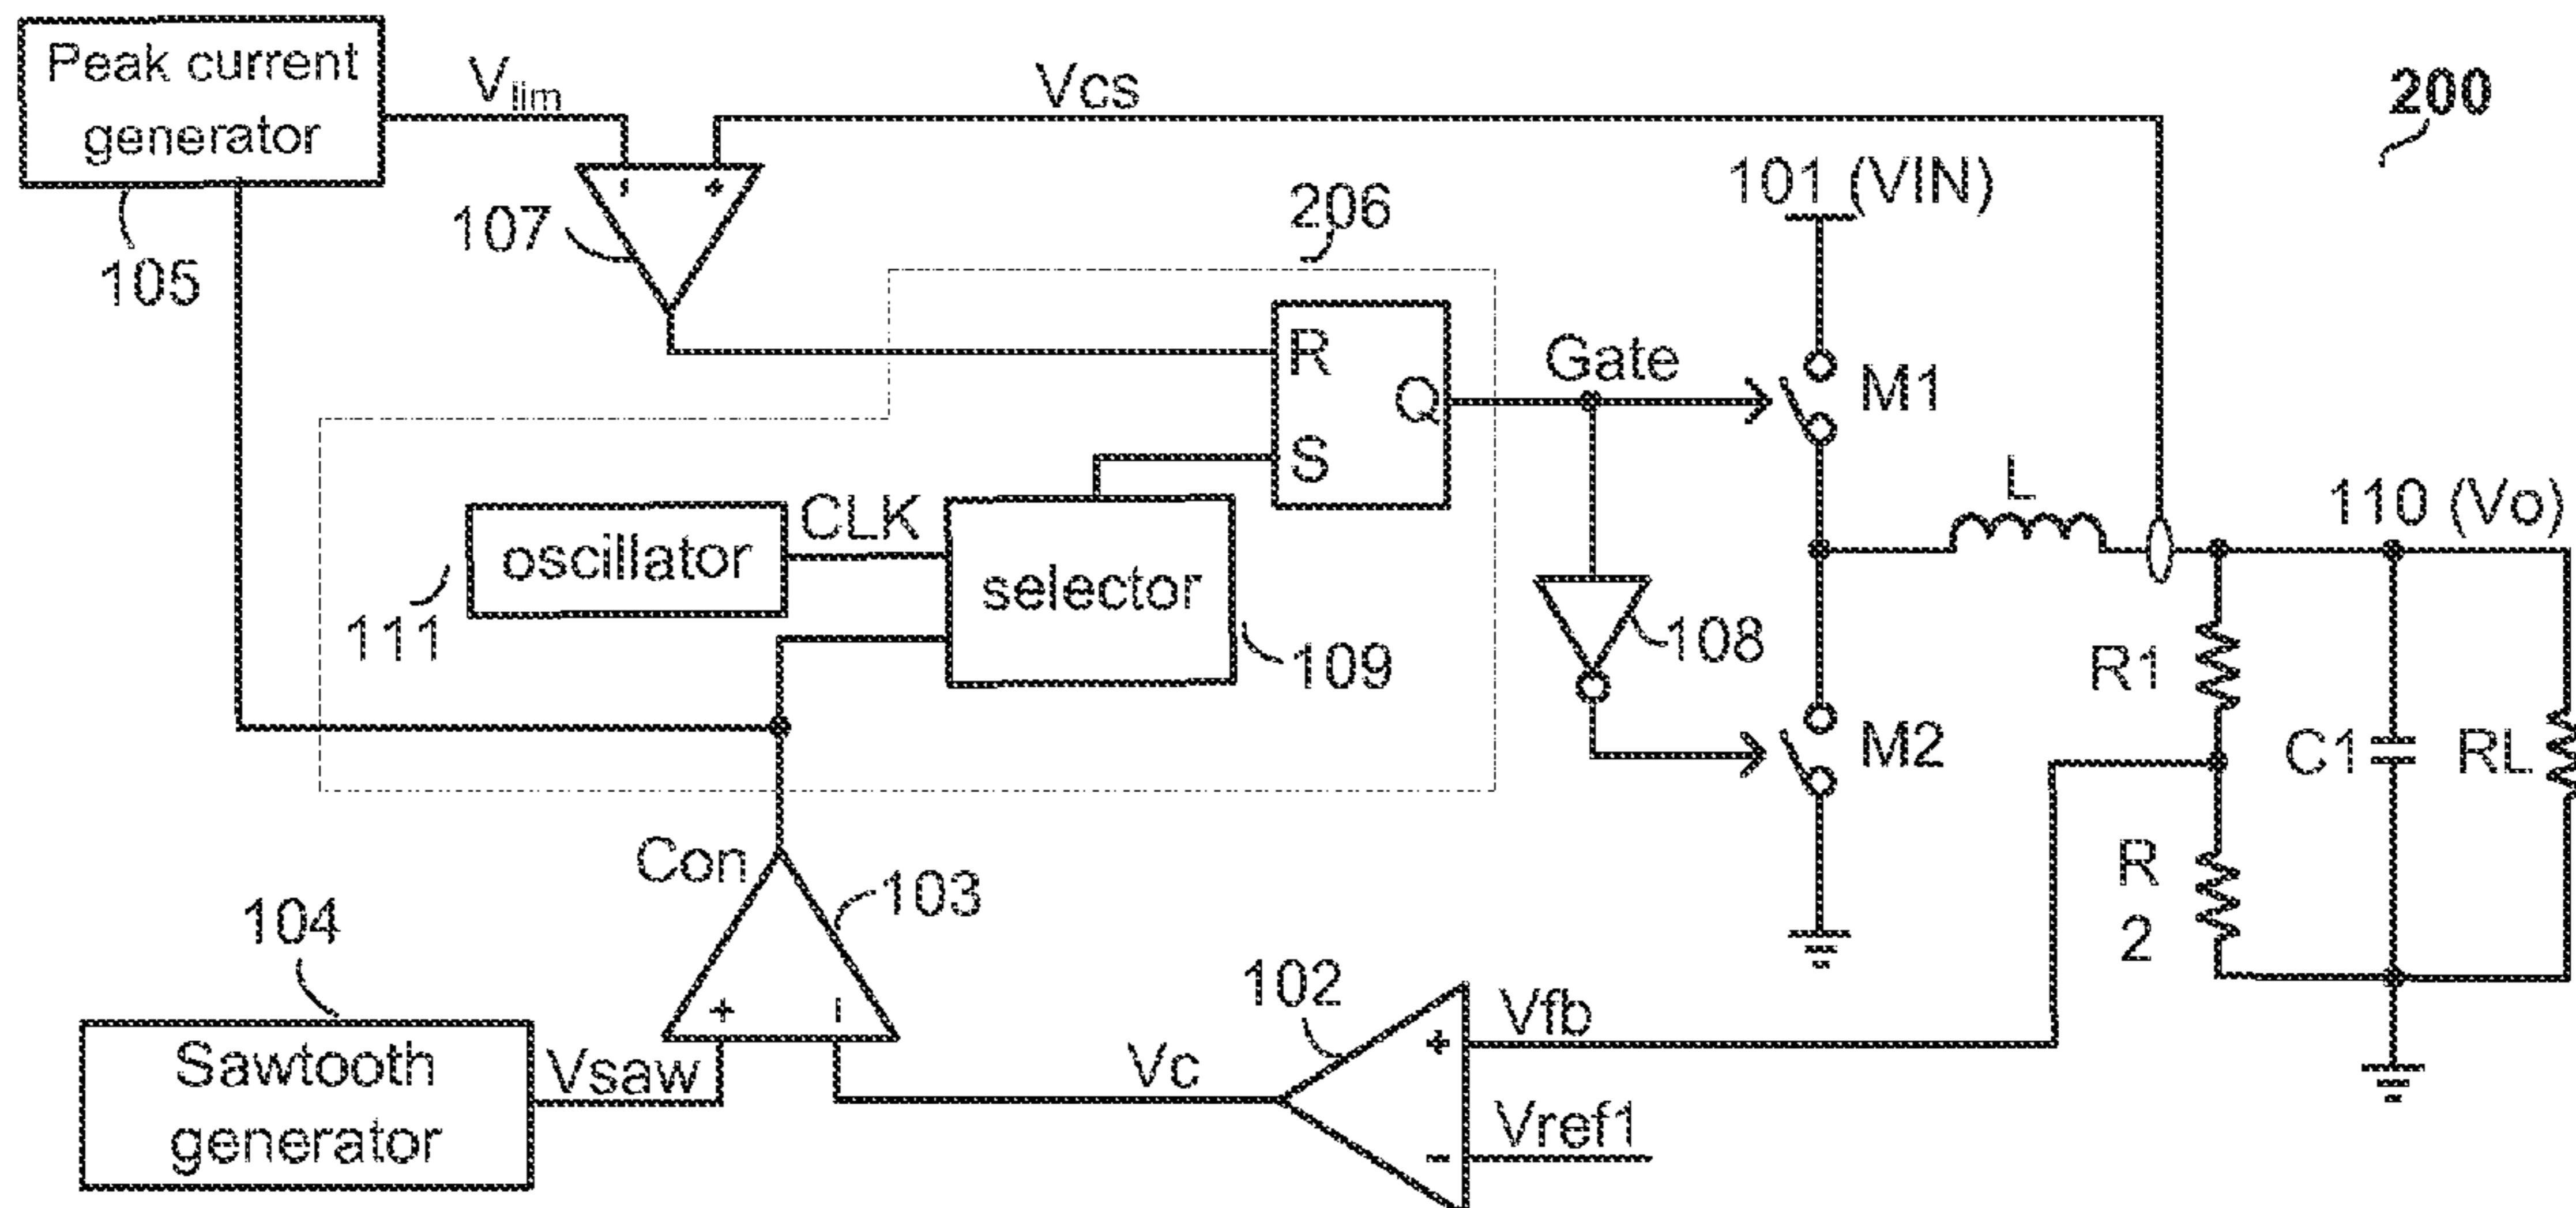 Peak current
generator
105
Vlim
Vcs
200
107
206
101 (VIN)
R
S
Q
Gate
M1
L
110 (Vo)
oscillator
111
CLK
selector
109
108
R1
M2
C1
RL
R
2
Con
103
104
Sawtooth
generator
Vsaw
+
-
Vc
102
Vfb
Vref1
+
-
-
+